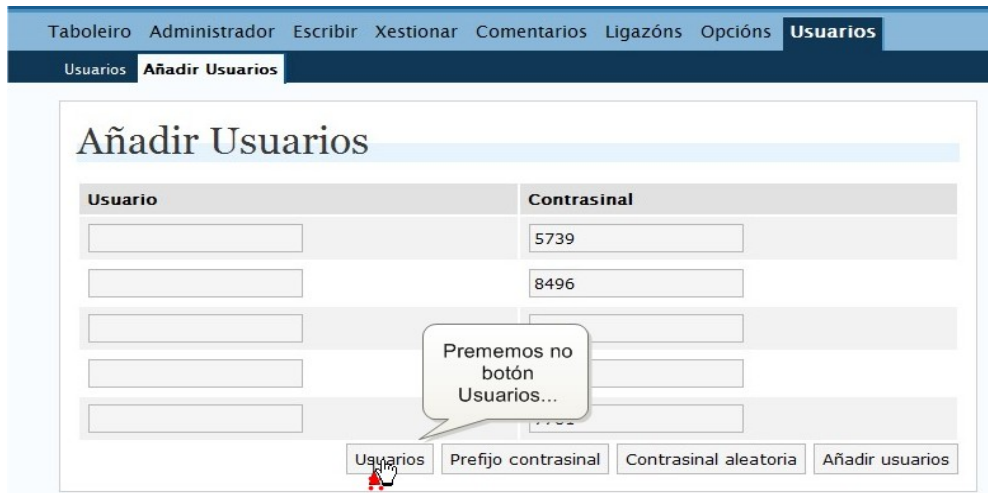 Taboleiro Administrador Escribir Xestionar Comentarios Ligazóns Opcións Usuarios
Usuarios Añadir Usuarios
Añadir Usuarios
Usuario Contrasinal
5739
8496
Prememos no
botón
Usuarios...
Usuarios Prefijo contrasinal Contrasinal aleatoria Añadir usuarios